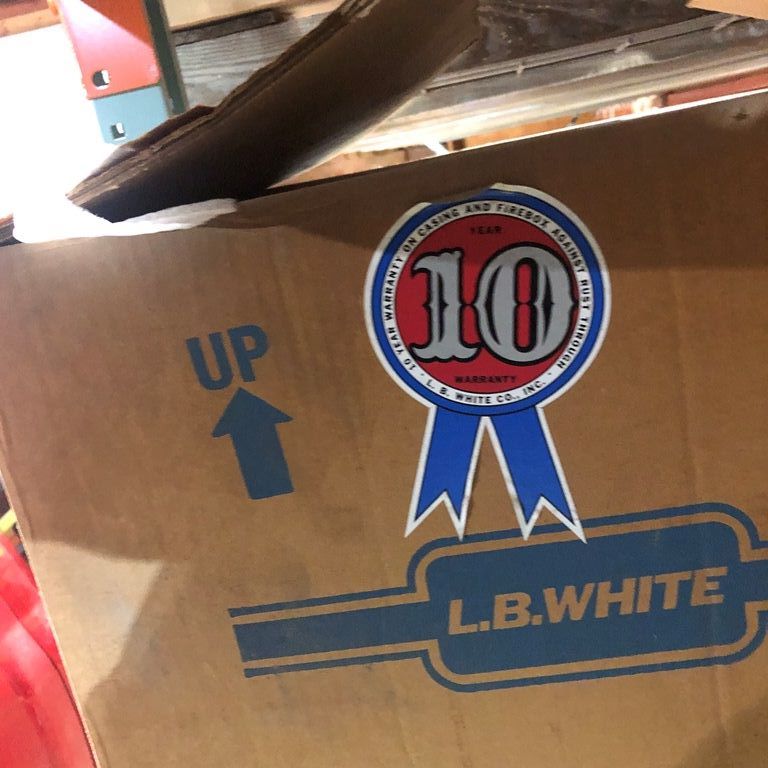 10 YEAR WARRANTY ON CASING AND FIREBOX AGAINST RUST THROUGH
YEAR
10
WARRANTY
· L. B. WHITE CO., INC. ·
UP
L.B.WHITE